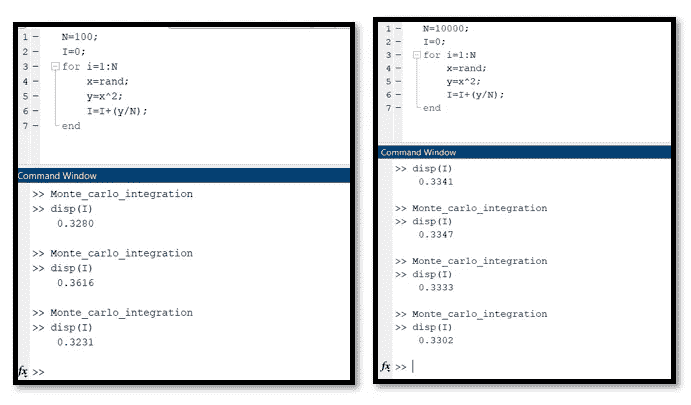 1 − N=100;
2 − I=0;
3 − for i=1:N
4 − x=rand;
5 − y=x^2;
6 − I=I+(y/N);
7 − end
Command Window
>> Monte_carlo_integration
>> disp(I)
0.3280
>> Monte_carlo_integration
>> disp(I)
0.3616
>> Monte_carlo_integration
>> disp(I)
0.3231
fx >>
1 − N=10000;
2 − I=0;
3 − for i=1:N
4 − x=rand;
5 − y=x^2;
6 − I=I+(y/N);
7 − end
Command Window
>> disp(I)
0.3341
>> Monte_carlo_integration
>> disp(I)
0.3347
>> Monte_carlo_integration
>> disp(I)
0.3333
>> Monte_carlo_integration
>> disp(I)
0.3302
fx >>